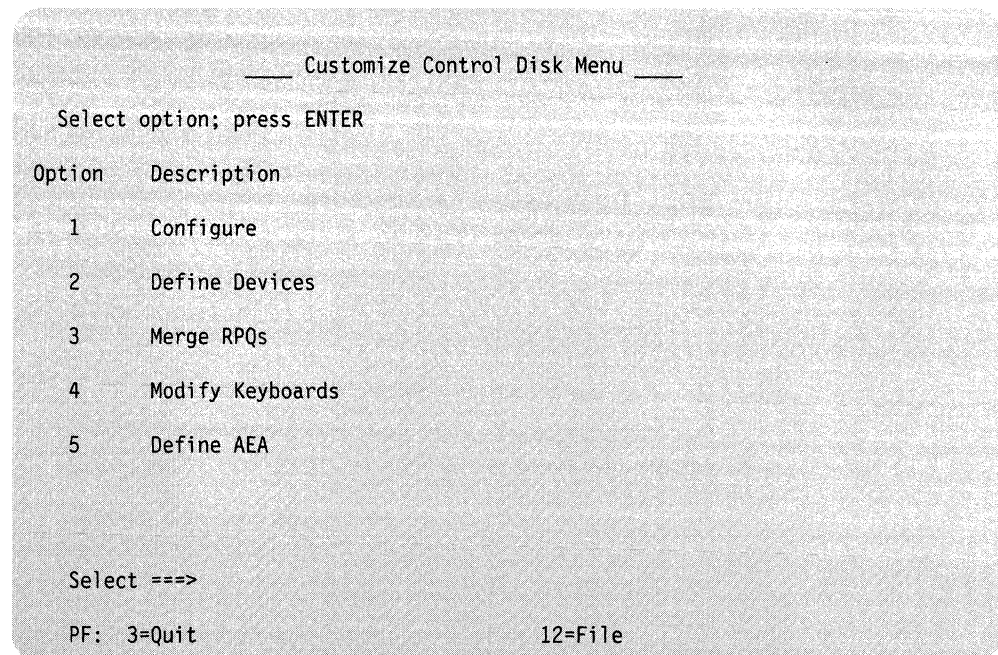 ____ Customize Control Disk Menu ____
Select option; press ENTER
Option Description
1 Configure
2 Define Devices
3 Merge RPQs
4 Modify Keyboards
5 Define AEA
Select ===>
PF: 3=Quit 12=File